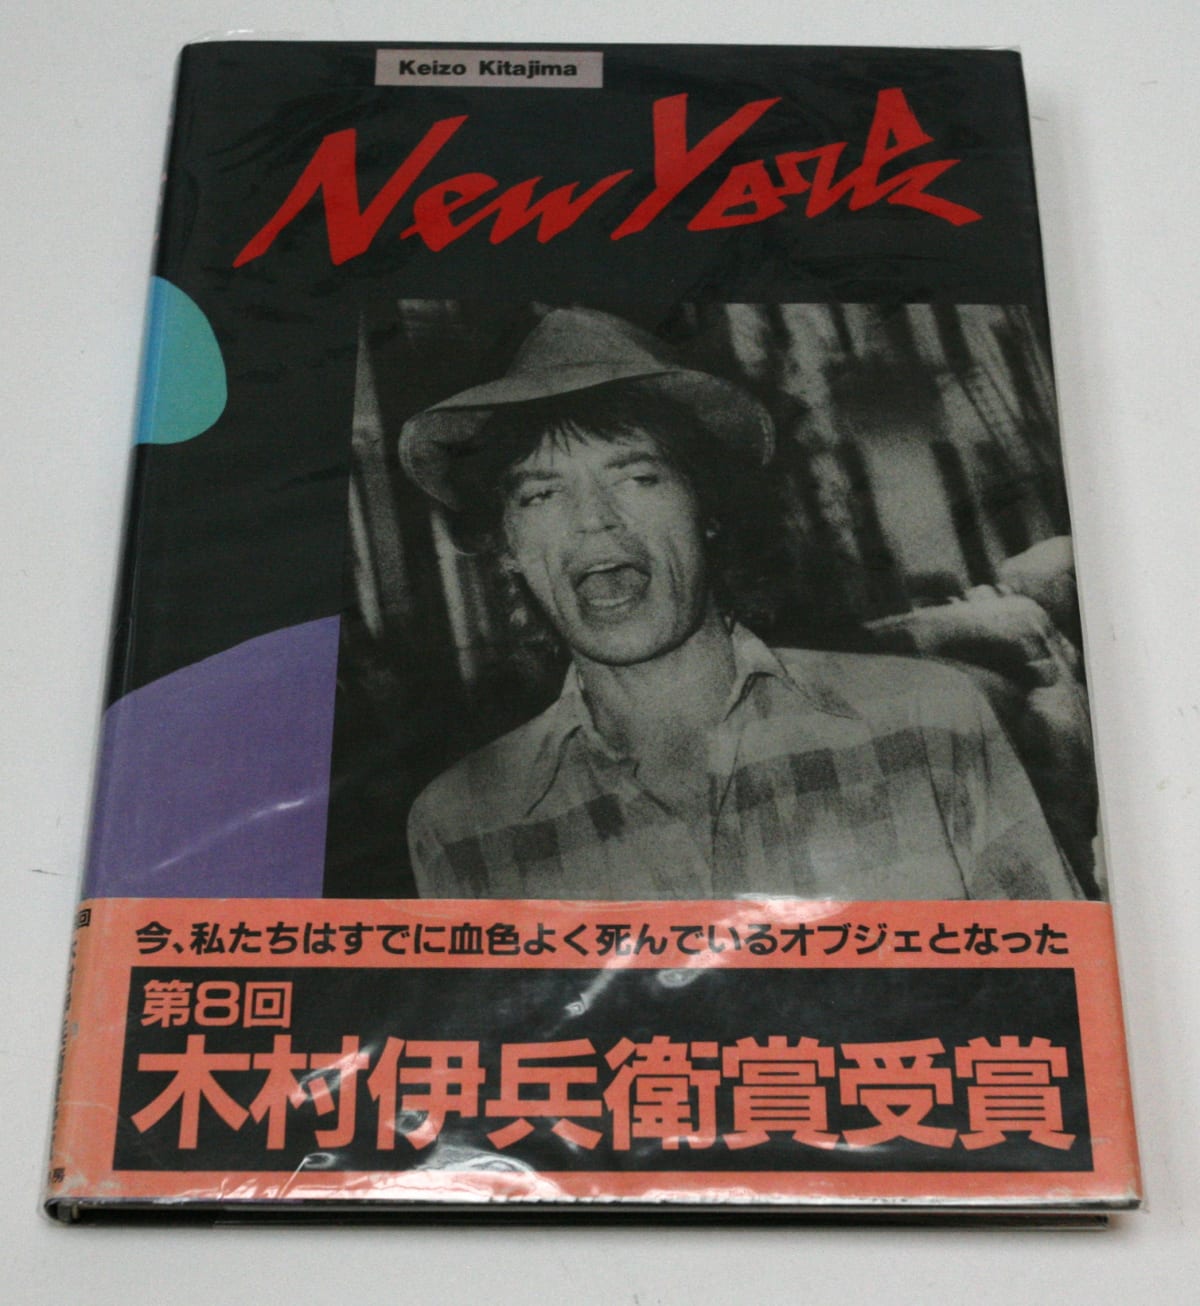 Keizo Kitajima
New York
今、私たちはすでに血色よく死んでいるオブジェとなった
第8回
木村伊兵衛賞受賞
回
房